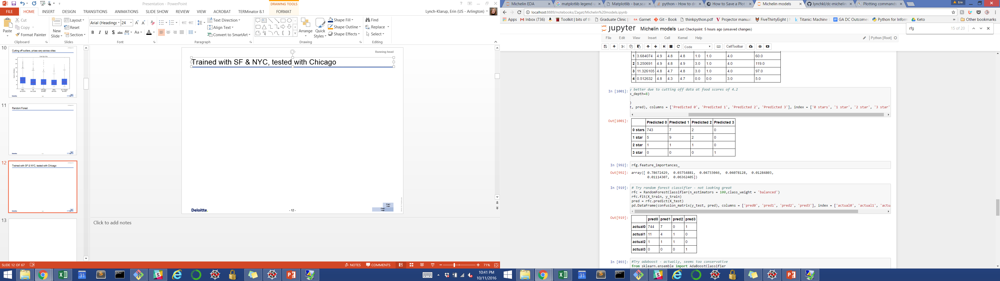 Presentation - PowerPoint
DRAWING TOOLS
FILE HOME INSERT DESIGN TRANSITIONS ANIMATIONS SLIDE SHOW REVIEW VIEW ACROBAT TERMinator 8.1 FORMAT
Lynch-Klarup, Erin (US - Arlington)
Cut
Copy
Format Painter
Paste
Clipboard
New Slide
Layout
Reset
Section
Slides
Arial (Headings 24
Font
Text Direction
Align Text
Convert to SmartArt
Paragraph
Arrange
Quick Styles
Shape Fill
Shape Outline
Shape Effects
Drawing
Find
Replace
Select
Editing
10
Cutting off outliers, prices vary across cities
11
Random Forest
12
Trained with SF & NYC, tested with Chicago
13
Running head
Trained with SF & NYC, tested with Chicago
Deloitte.
- 12 -
Client Logo
Client Logo
Click to add notes
SLIDE 12 OF 67
NOTES COMMENTS 71%
10:41 PM
10/11/2016
Michelin EDA
matplotlib legend u
Matplotlib - bar,sca
python - How to dr
How to Save a Plot
Michelin models
lynchkl/dc-michelin
Plotting commands
Erin
localhost:8889/notebooks/Zagat/Michelin%20models.ipynb
Apps Inbox (736) a Toolkit | bits of th Graduate Clinic | Garnet Git - Book thinkpython.pdf Projector manual FiveThirtyEight | Titanic: Machine GA DC Outcomes Python for Inform Keto » Other bookmarks
rfg 15 of 20
jupyter Michelin models Last Checkpoint: 5 hours ago (unsaved changes)
File Edit View Insert Cell Kernel Help Python [Root]
Code CellToolbar
1 3.684074 4.9 4.8 4.8 1.0 1.0 4.0 60.0
2 5.250691 4.9 4.8 4.9 3.0 1.0 4.0 119.0
3 11.326105 4.8 4.7 4.8 3.0 1.0 4.0 97.0
4 0.512632 4.8 4.3 4.7 0.0 0.0 3.0 5.0
In [1001]: y better due to cutting off data at food scores of 4.2
x_depth=8)
)
t, pred), columns = ['Predicted 0', 'Predicted 1', 'Predicted 2', 'Predicted 3'], index = ['0 stars', '1 star', '2 star', '3 star'
Out[1001]:
Predicted 0 Predicted 1 Predicted 2 Predicted 3
0 stars 743 7 2 0
1 star 5 9 2 0
2 star 1 1 1 0
3 star 0 0 0 1
In [992]: rfg.feature_importances_
Out[992]: array([ 0.78672429, 0.03754881, 0.04733046, 0.04078128, 0.01284803,
0.01114307, 0.06362405])
In [919]: # Try random forest classifier - not looking great
rfc = RandomForestClassifier(n_estimators = 100,class_weight = 'balanced')
rfc.fit(X_train, y_train)
pred = rfc.predict(X_test)
pd.DataFrame(confusion_matrix(y_test, pred), columns = ['pred0', 'pred1', 'pred2', 'pred3'], index = ['actual0', 'actual1', 'actu
Out[919]:
pred0 pred1 pred2 pred3
actual0 744 7 0 1
actual1 11 4 1 0
actual2 1 1 1 0
actual3 0 0 0 1
In [893]: #Try adaboost - actually, seems too conservative
from sklearn.ensemble import AdaBoostClassifier